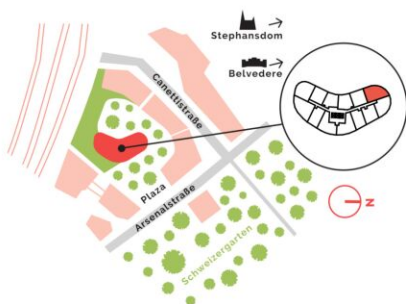 Stephansdom
Belvedere
Canettistraße
Plaza
Arsenalstraße
Schweizergarten
N